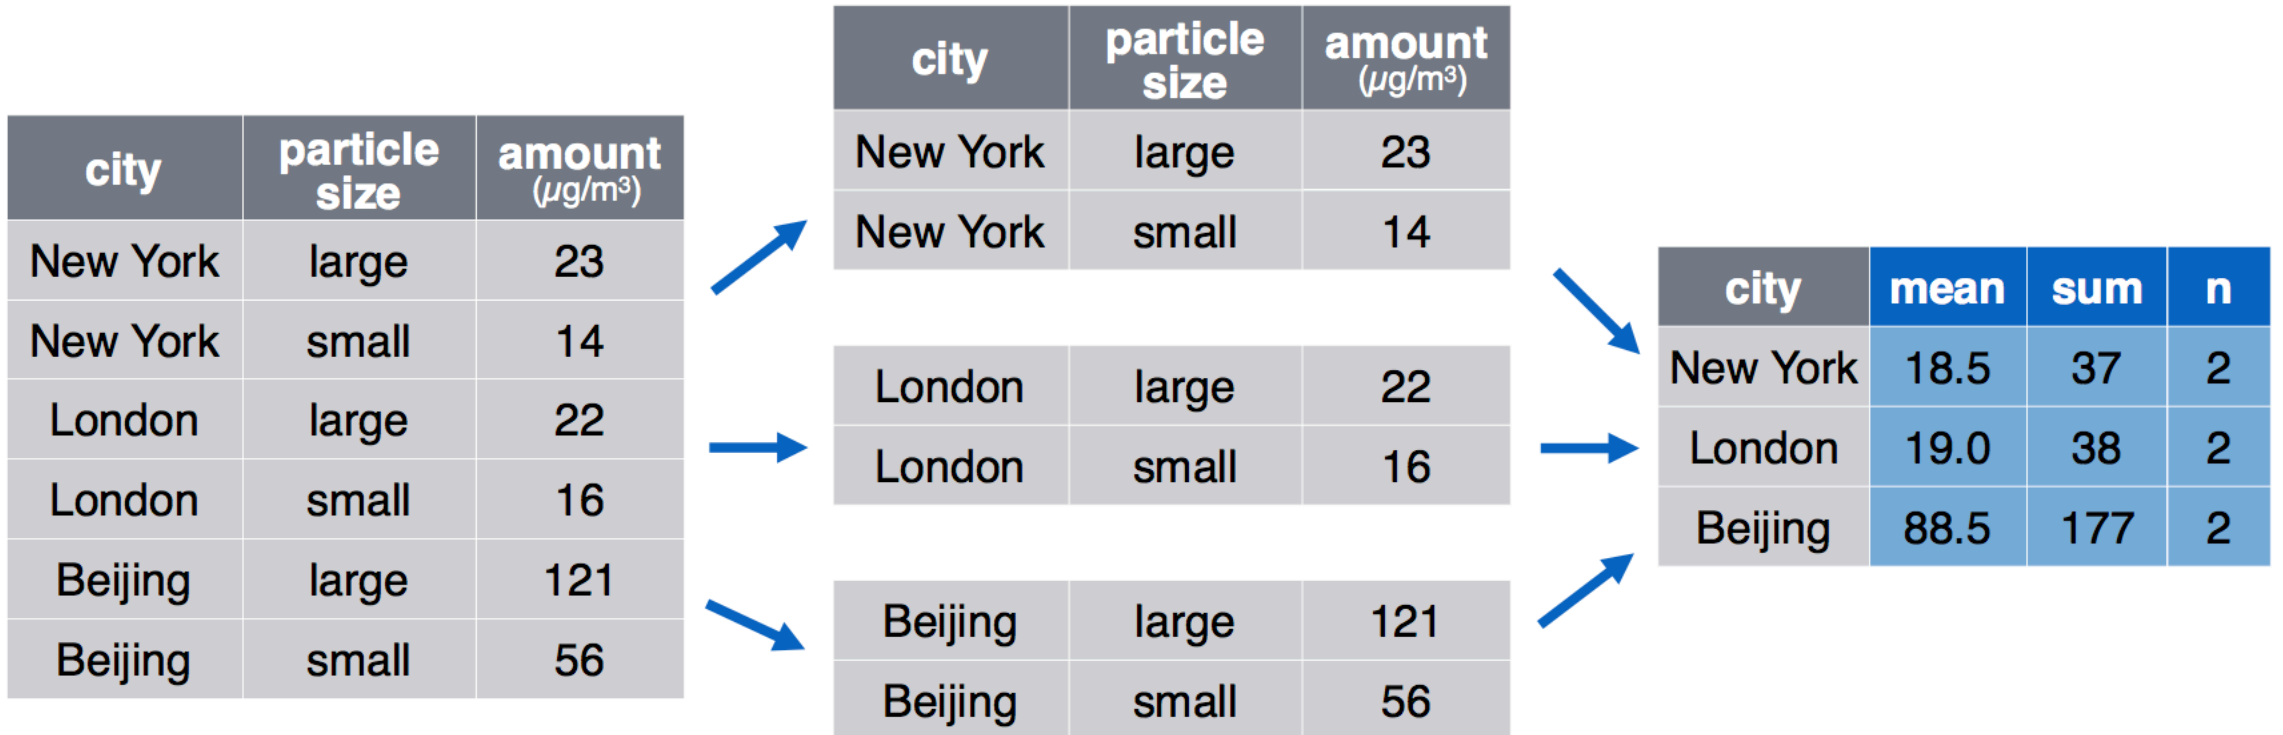 city particle size amount (µg/m³)
New York large 23
New York small 14
London large 22
London small 16
Beijing large 121
Beijing small 56
city particle size amount (µg/m³)
New York large 23
New York small 14
London large 22
London small 16
Beijing large 121
Beijing small 56
city mean sum n
New York 18.5 37 2
London 19.0 38 2
Beijing 88.5 177 2